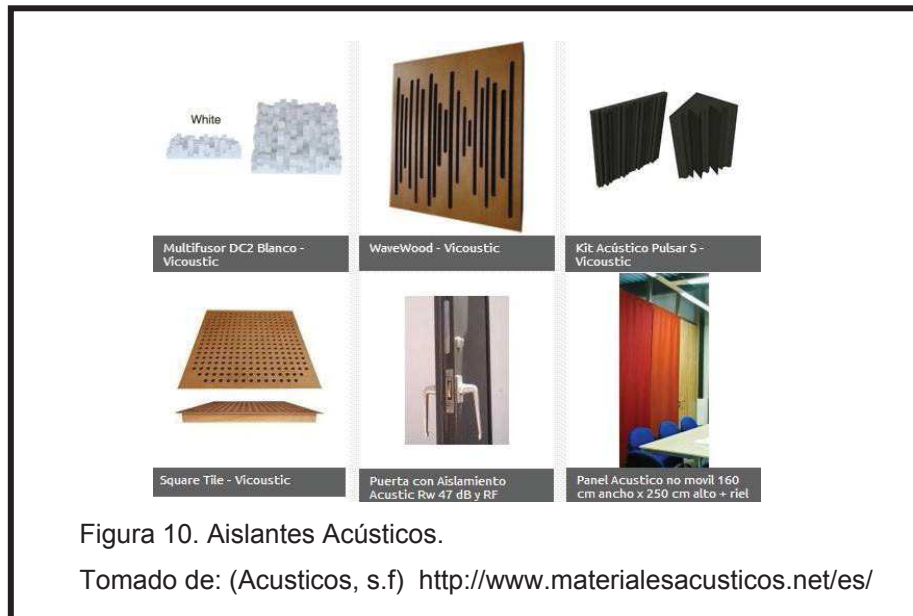 White
Multifusor DC2 Blanco -
Vicoustic
WaveWood - Vicoustic
Kit Acústico Pulsar S -
Vicoustic
Square Tile - Vicoustic
Puerta con Aislamiento
Acustic Rw 47 dB y RF
Panel Acustico no movil 160
cm ancho x 250 cm alto + riel
Figura 10. Aislantes Acústicos.
Tomado de: (Acusticos, s.f) http://www.materialesacusticos.net/es/